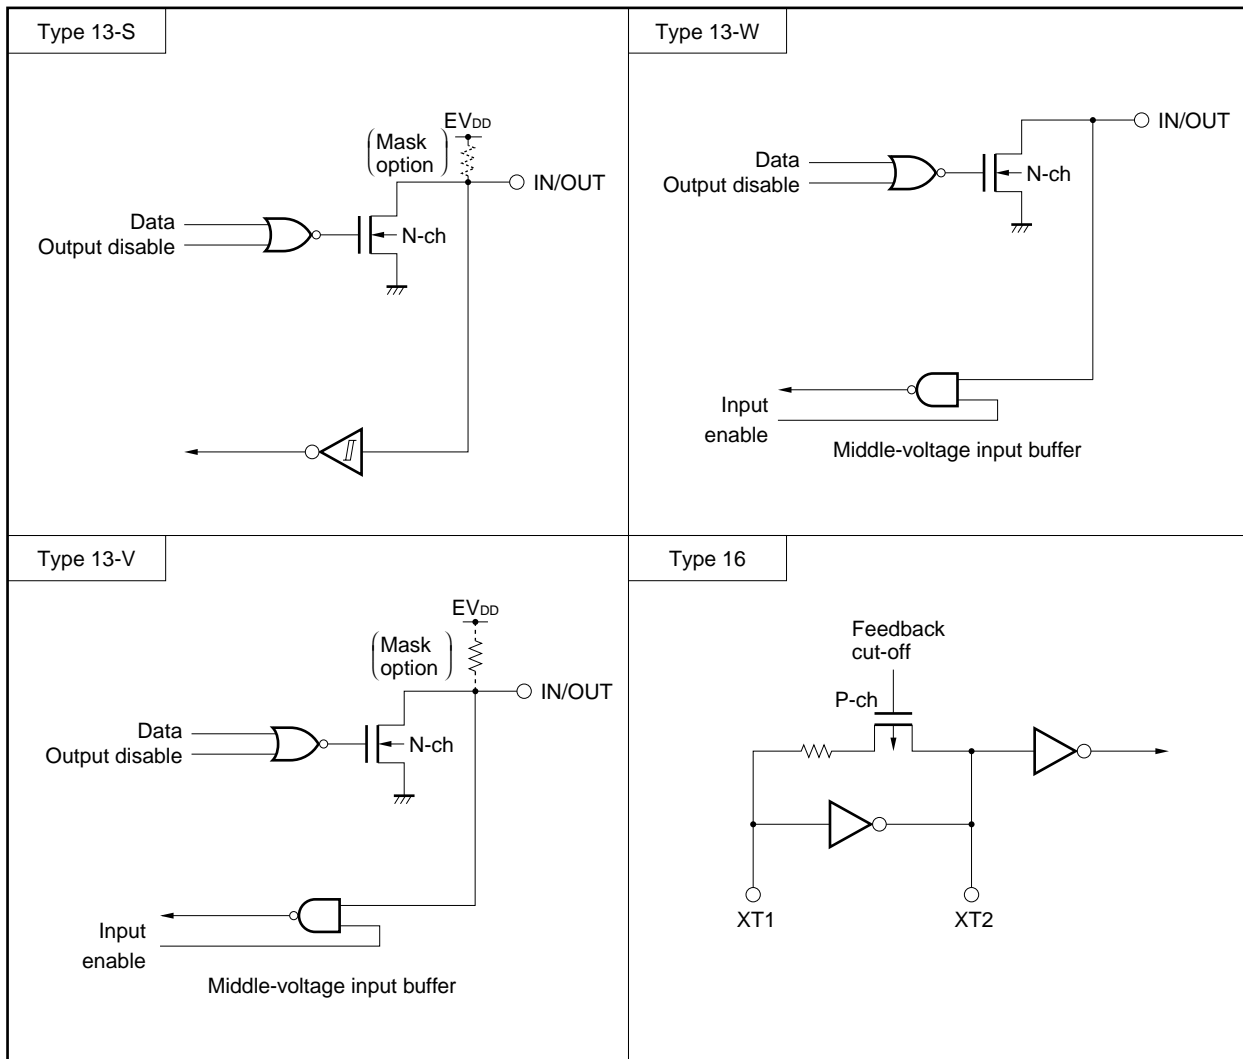 Type 13-S
EVDD
Mask
option
IN/OUT
Data
Output disable
N-ch
Type 13-W
IN/OUT
Data
Output disable
N-ch
Input
enable
Middle-voltage input buffer
Type 13-V
EVDD
Mask
option
IN/OUT
Data
Output disable
N-ch
Input
enable
Middle-voltage input buffer
Type 16
Feedback
cut-off
P-ch
XT1
XT2